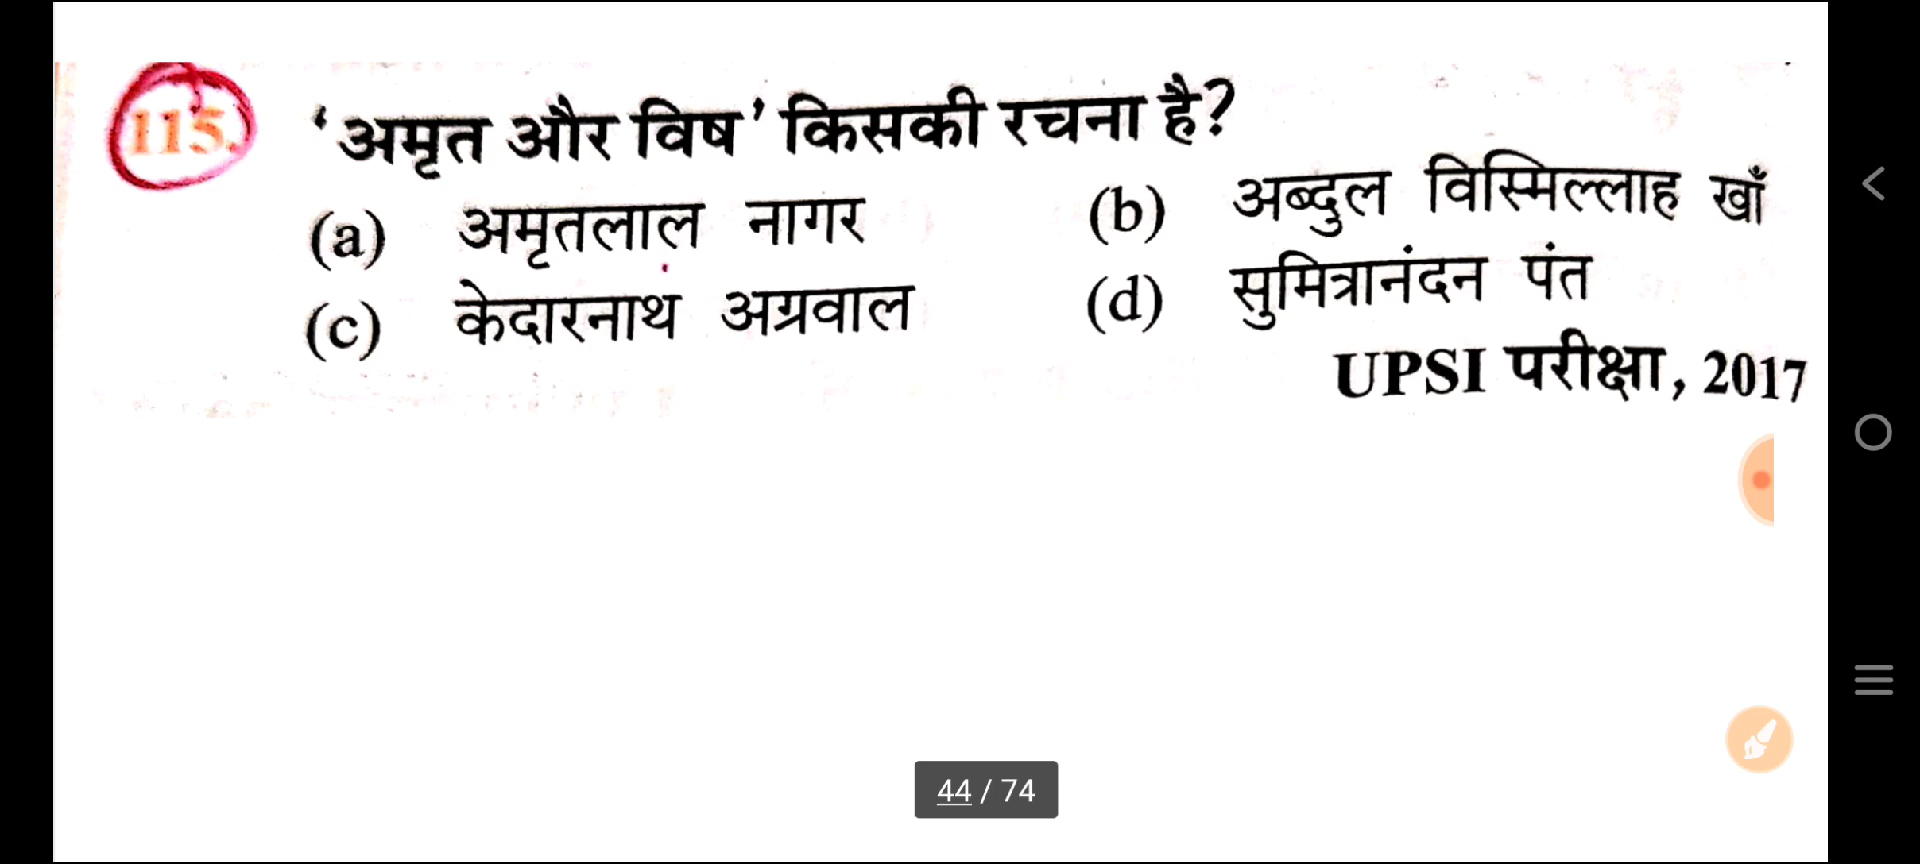 115. 'अमृत और विष' किसकी रचना है?
(a) अमृतलाल नागर (b) अब्दुल विस्मिल्लाह खाँ
(c) केदारनाथ अग्रवाल (d) सुमित्रानंदन पंत
UPSI परीक्षा, 2017
44 / 74